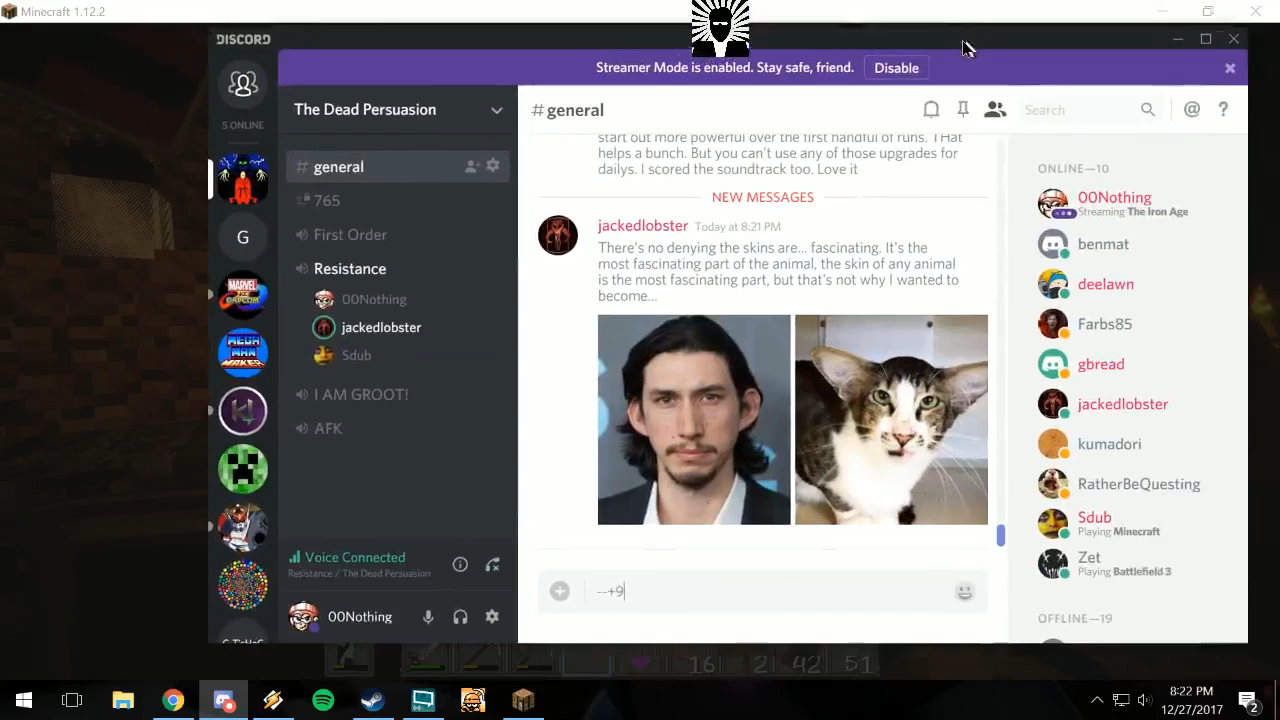 Minecraft 1.12.2
DISCORD
Streamer Mode is enabled. Stay safe, friend.
Disable
5 ONLINE
G
MARVEL
CAPCOM
MEGA
MAN
MAKER
The Dead Persuasion
general
765
First Order
Resistance
00Nothing
jackedlobster
Sdub
I AM GROOT!
AFK
Voice Connected
Resistance / The Dead Persuasion
00Nothing
#general
Search
@
?
start out more powerful over the first handful of runs. THat
helps a bunch. But you can't use any of those upgrades for
dailys. I scored the soundtrack too. Love it
NEW MESSAGES
jackedlobster Today at 8:21 PM
There's no denying the skins are... fascinating. It's the
most fascinating part of the animal, the skin of any animal
is the most fascinating part, but that's not why I wanted to
become...
--+9
ONLINE—10
00Nothing
Streaming The Iron Age
benmat
deelawn
Farbs85
gbread
jackedlobster
kumadori
RatherBeQuesting
Sdub
Playing Minecraft
Zet
Playing Battlefield 3
OFFLINE—19
16 2 42 51
8:22 PM
12/27/2017
2